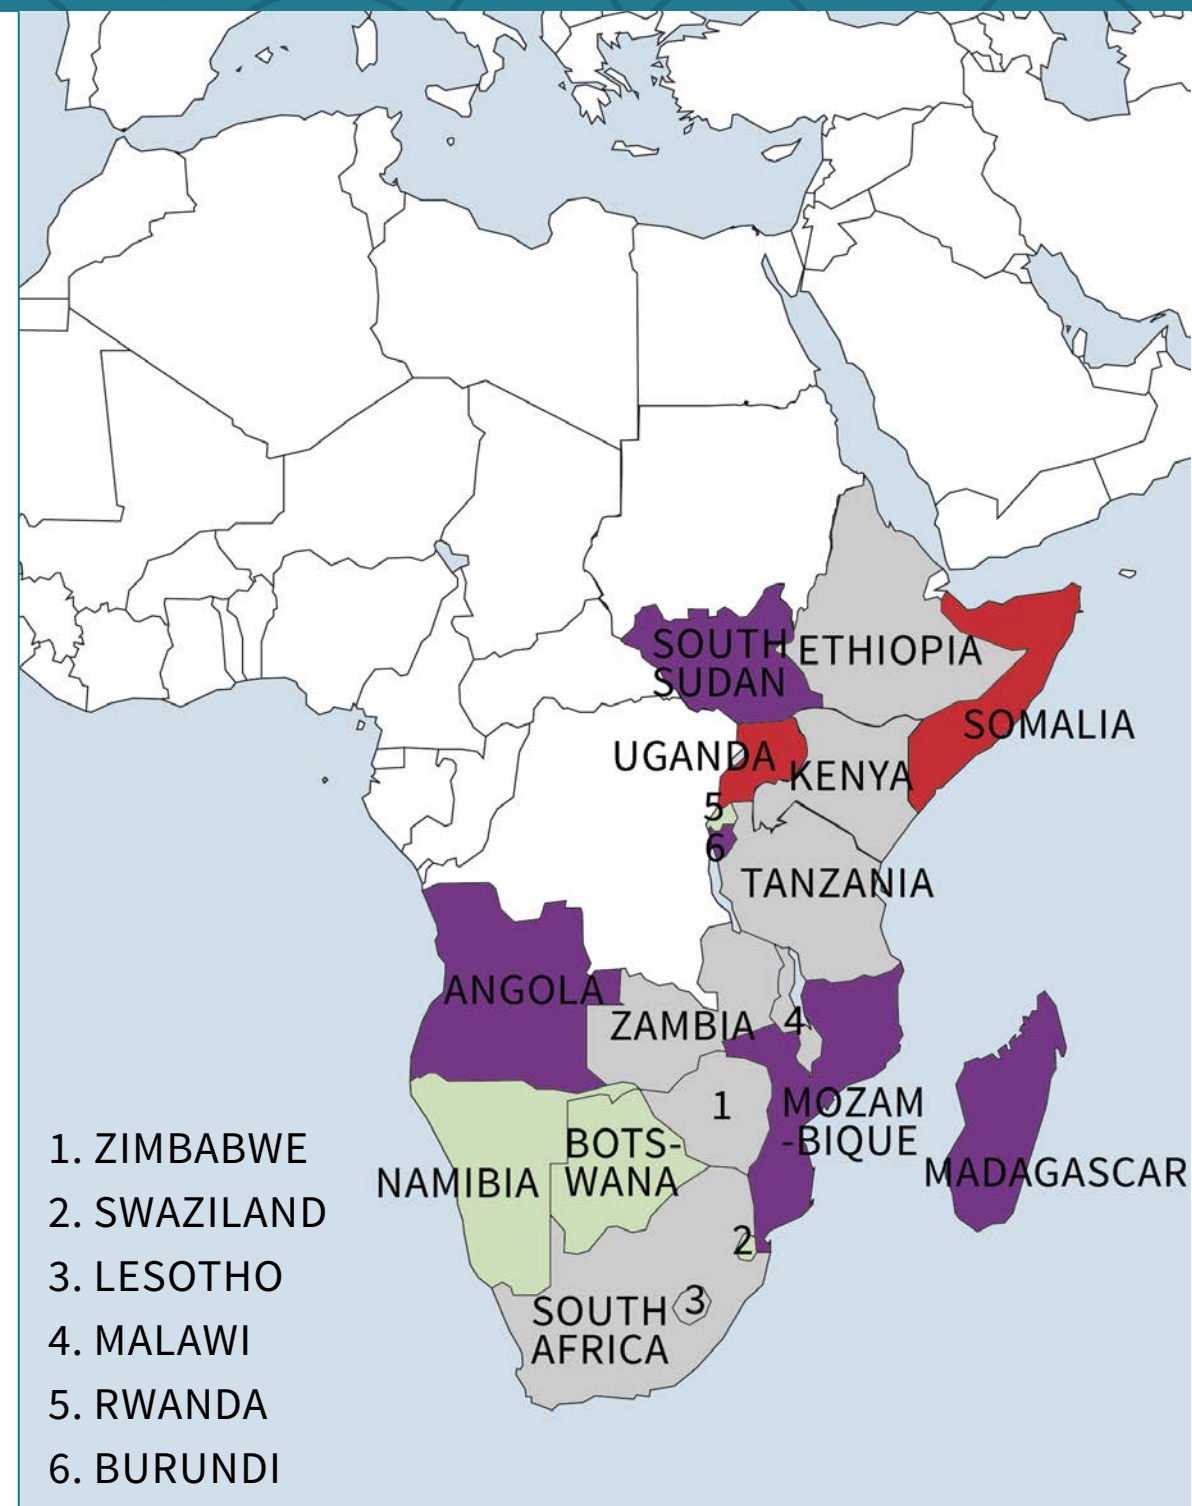 SOUTH
SUDAN
ETHIOPIA
SOMALIA
UGANDA
KENYA
5
6
TANZANIA
ANGOLA
ZAMBIA
4
1
MOZAM
-BIQUE
BOTS-
WANA
NAMIBIA
MADAGASCAR
2
3
SOUTH
AFRICA
1. ZIMBABWE
2. SWAZILAND
3. LESOTHO
4. MALAWI
5. RWANDA
6. BURUNDI